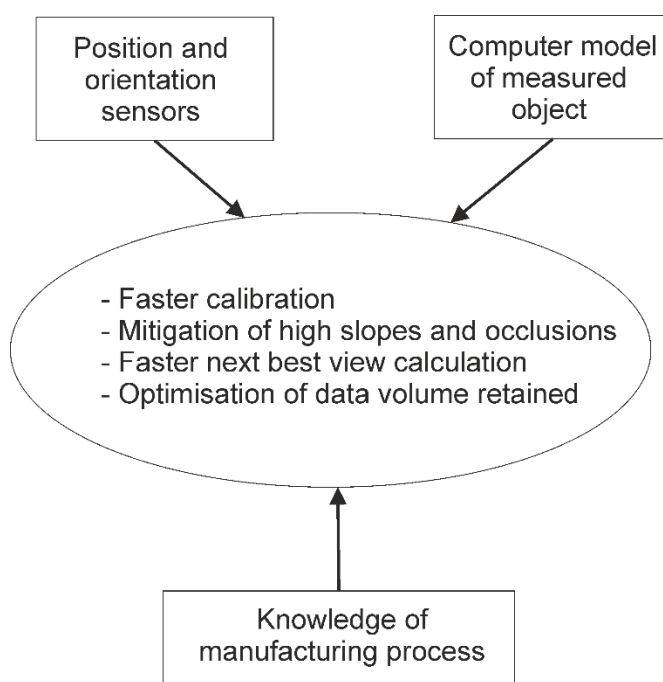 Position and
orientation
sensors
Computer model
of measured
object
- Faster calibration
- Mitigation of high slopes and occlusions
- Faster next best view calculation
- Optimisation of data volume retained
Knowledge of
manufacturing process